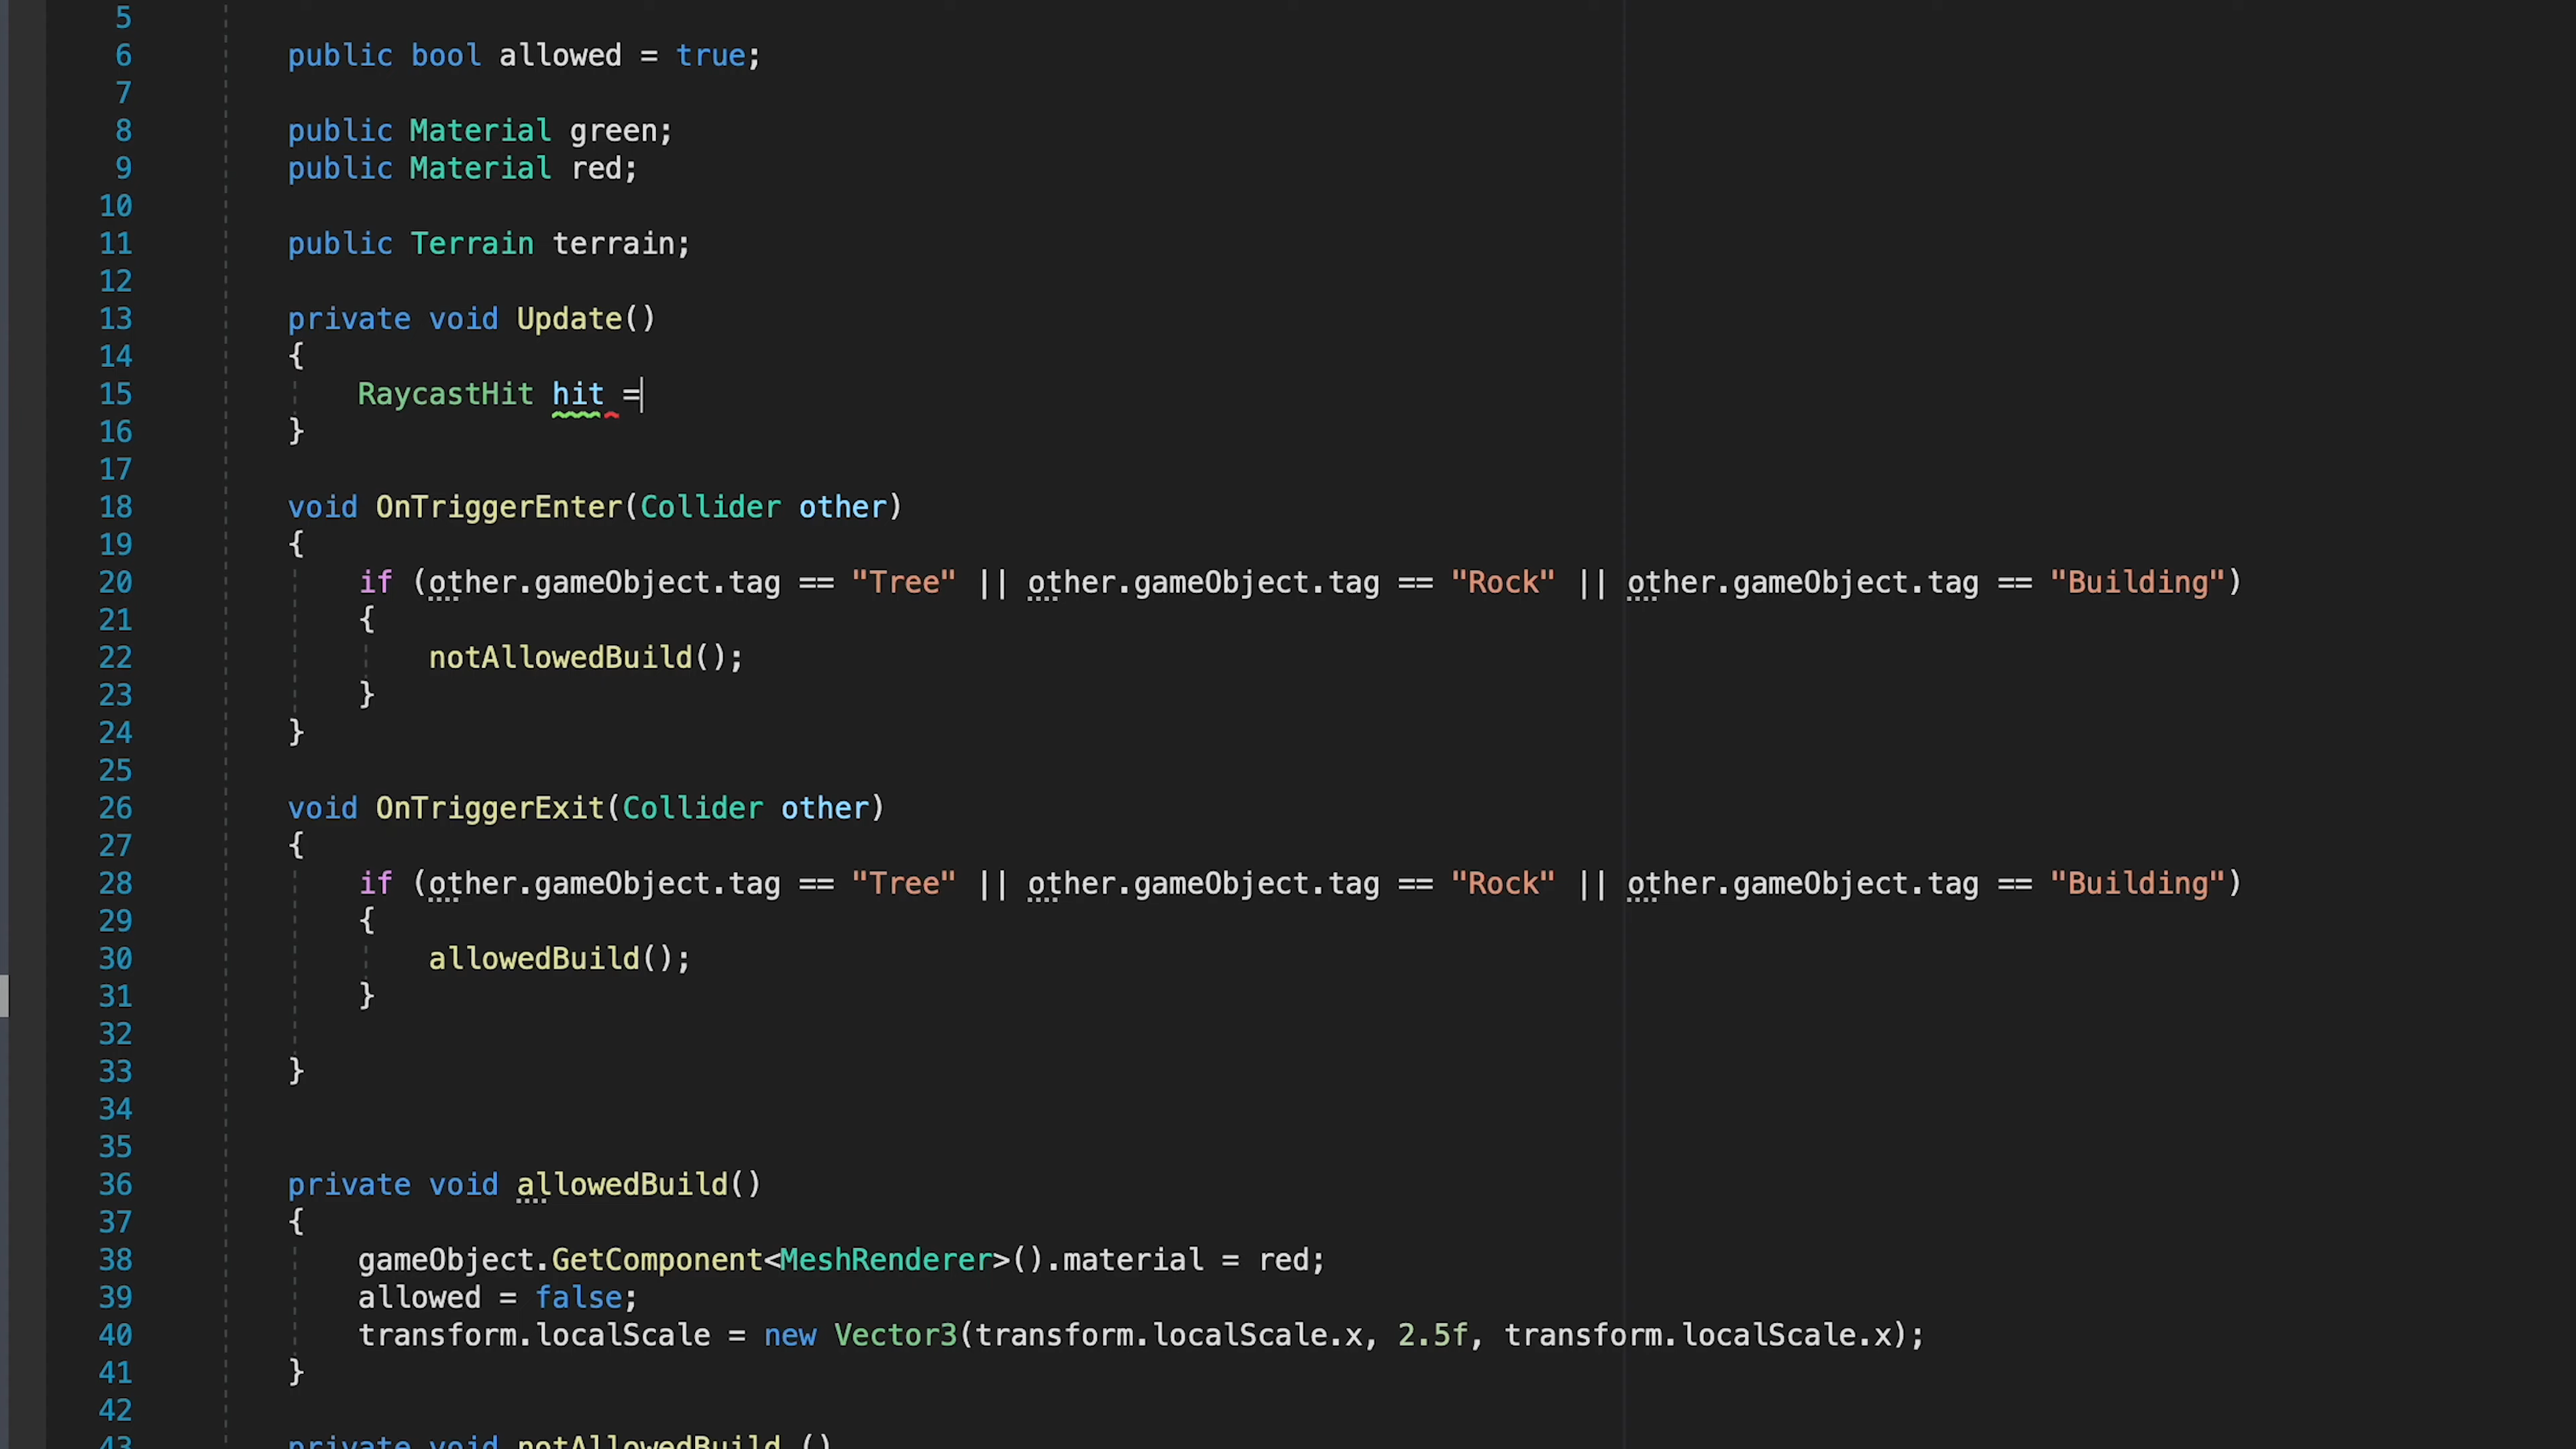 5
6 public bool allowed = true;
7
8 public Material green;
9 public Material red;
10
11 public Terrain terrain;
12
13 private void Update()
14 {
15 RaycastHit hit =
16 }
17
18 void OnTriggerEnter(Collider other)
19 {
20 if (other.gameObject.tag == "Tree" || other.gameObject.tag == "Rock" || other.gameObject.tag == "Building")
21 {
22 notAllowedBuild();
23 }
24 }
25
26 void OnTriggerExit(Collider other)
27 {
28 if (other.gameObject.tag == "Tree" || other.gameObject.tag == "Rock" || other.gameObject.tag == "Building")
29 {
30 allowedBuild();
31 }
32
33 }
34
35
36 private void allowedBuild()
37 {
38 gameObject.GetComponent<MeshRenderer>().material = red;
39 allowed = false;
40 transform.localScale = new Vector3(transform.localScale.x, 2.5f, transform.localScale.x);
41 }
42
43 private void notAllowedBuild ()